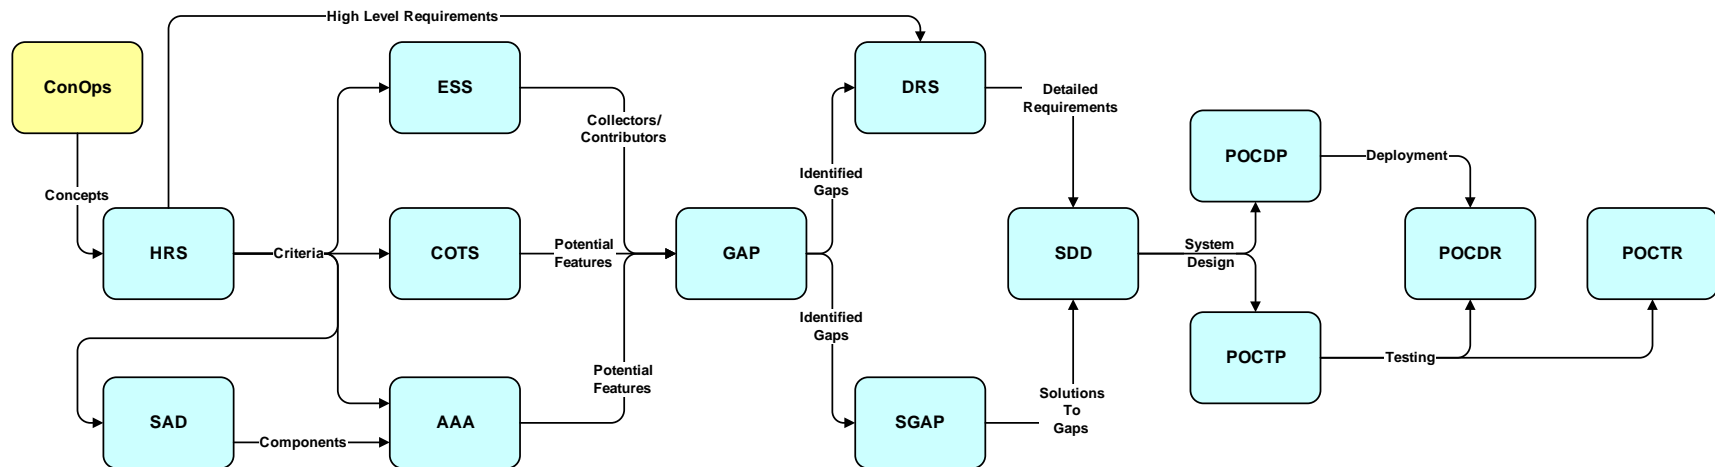 High Level Requirements
ConOps
ESS
DRS
Detailed
Requirements
Collectors/
Contributors
POCDP
Deployment
Identified
Gaps
Concepts
HRS
Criteria
COTS
Potential
Features
GAP
SDD
System
Design
POCDR
POCTR
Identified
Gaps
POCTP
Testing
Potential
Features
SAD
Components
AAA
SGAP
Solutions
To
Gaps